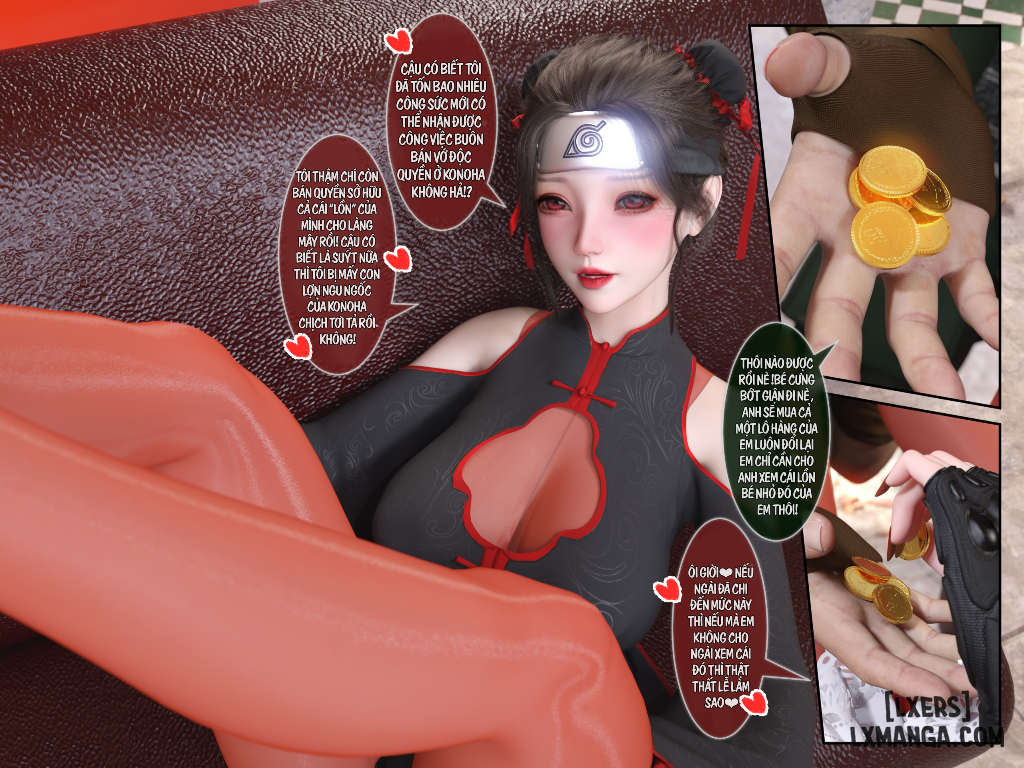 CẬU CÓ BIẾT TÔI
ĐÃ TỐN BAO NHIÊU
CÔNG SỨC MỚI CÓ
THỂ NHẬN ĐƯỢC
CÔNG VIỆC BUÔN
BÁN VỚ ĐỘC
QUYỀN Ở KONOHA
KHÔNG HẢ!?
TÔI THẬM CHÍ CÒN
BÁN QUYỀN SỞ HỮU
CẢ CÁI “LỒN” CỦA
MÌNH CHO LÀNG
MÀY RỒI! CẬU CÓ
BIẾT LÀ SUÝT NỮA
THÌ TÔI BỊ MẤY CON
LỢN NGU NGỐC
CỦA KONOHA
CHỊCH TƠI TẢ RỒI
KHÔNG!
THÔI NÀO ĐƯỢC
RỒI NÈ !BÉ CƯNG
BỚT GIẬN ĐI NÈ,
ANH SẼ MUA CẢ
MỘT LÔ HÀNG CỦA
EM LUÔN ĐỔI LẠI
EM CHỈ CẦN CHO
ANH XEM CÁI LỒN
BÉ NHỎ ĐÓ CỦA
EM THÔI!
ÔI GIỜI❤ NẾU
NGÀI ĐÃ CHI
ĐẾN MỨC NÀY
THÌ NẾU MÀ EM
KHÔNG CHO
NGÀI XEM CÁI
ĐÓ THÌ THẬT
THẤT LỄ LẮM
SAO❤
[LXERS]
LXMANGA.COM